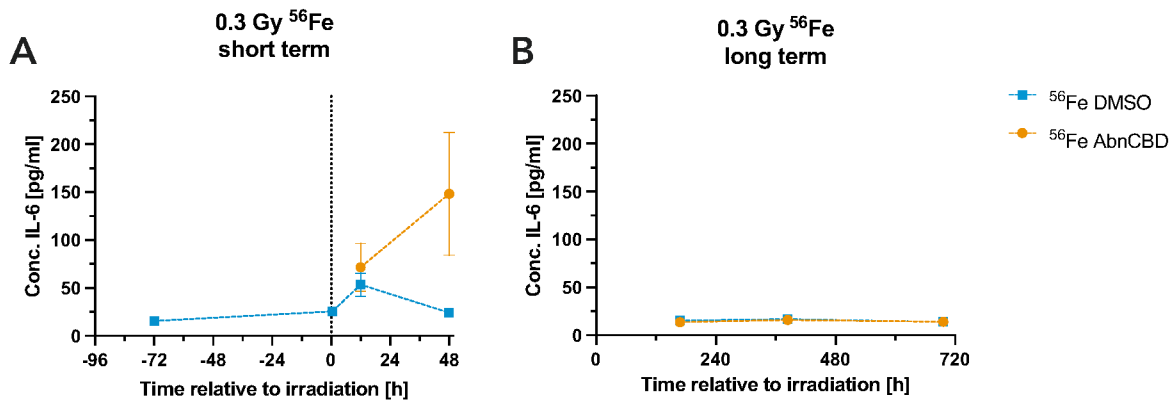 A
0.3 Gy ⁵⁶Fe
short term
250
200
150
100
50
0
Conc. IL-6 [pg/ml]
-96 -72 -48 -24 0 24 48
Time relative to irradiation [h]
B
0.3 Gy ⁵⁶Fe
long term
250
200
150
100
50
0
Conc. IL-6 [pg/ml]
0 240 480 720
Time relative to irradiation [h]
⁵⁶Fe DMSO
⁵⁶Fe AbnCBD